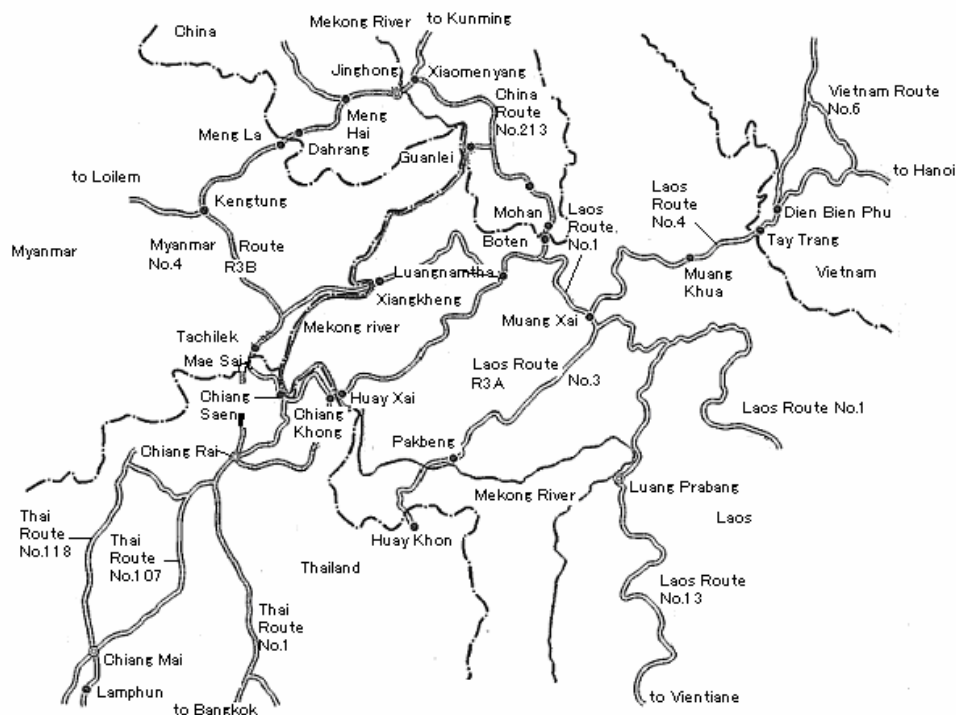 Mekong River
to Kunming
China
Jinghong
Xiaomenyang
China
Route
No.213
Vietnam Route
No.6
Meng
Hai
Meng La
Dahrang
Guanlei
to Loilem
Kengtung
to Hanoi
Laos
Route
No.4
Mohan
Laos
Route,
No.1
Dien Bien Phu
Boten
Tay Trang
Myanmar
Myanmar
No.4
Route
R3B
Luangnamtha
Muang
Khua
Vietnam
Xiangkheng
Mekong river
Muang Xai
Tachilek
Mae Sai
Laos Route
R3A
No.3
Chiang
Saen
Chiang
Khong
Huay Xai
Laos Route No.1
Pakbeng
Chiang Rai
Mekong River
Luang Prabang
Thai
Route
No.118
Laos
Huay Khon
Thai
Route
No.107
Thailand
Laos Route
No.13
Thai
Route
No.1
Chiang Mai
Lamphun
to Vientiane
to Bangkok